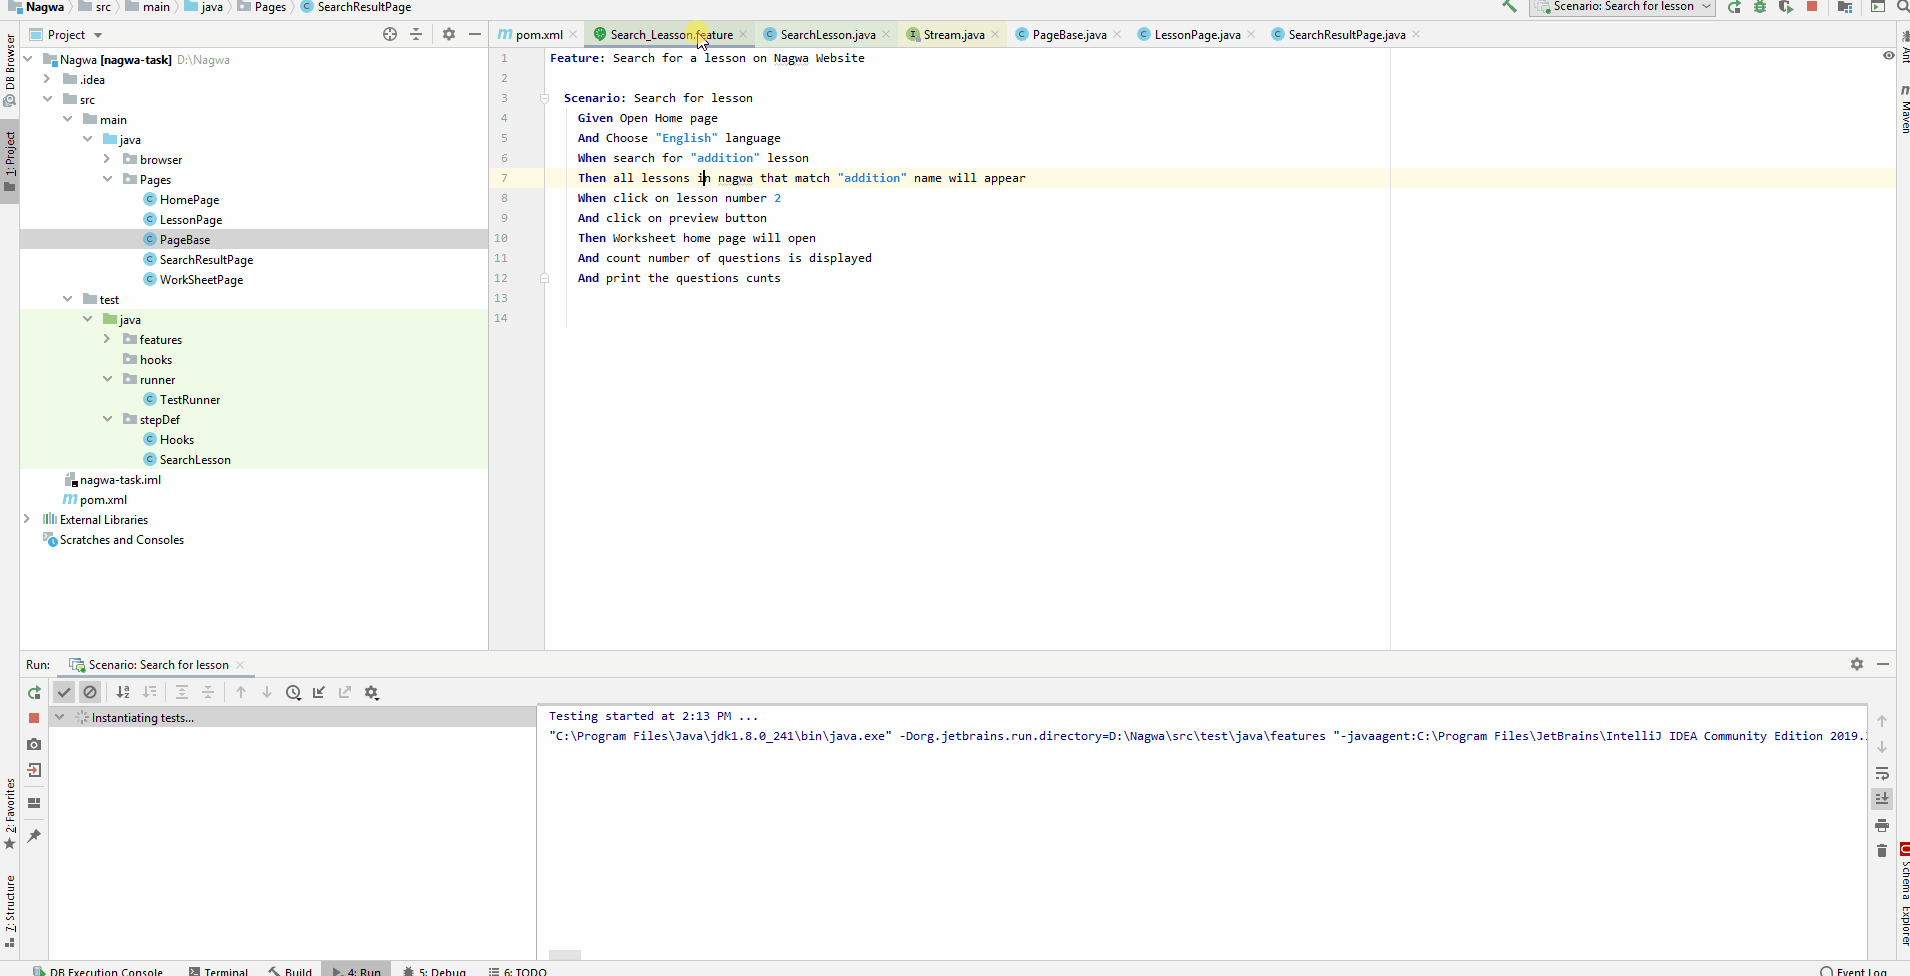 Nagwa src main java Pages SearchResultPage
Scenario: Search for lesson
Project
pom.xml Search_Leasson.feature SearchLesson.java Stream.java PageBase.java LessonPage.java SearchResultPage.java
Nagwa [nagwa-task] D:\Nagwa
.idea
src
main
java
browser
Pages
HomePage
LessonPage
PageBase
SearchResultPage
WorkSheetPage
test
java
features
hooks
runner
TestRunner
stepDef
Hooks
SearchLesson
nagwa-task.iml
pom.xml
External Libraries
Scratches and Consoles
1 Feature: Search for a lesson on Nagwa Website
2
3 Scenario: Search for lesson
4 Given Open Home page
5 And Choose "English" language
6 When search for "addition" lesson
7 Then all lessons in nagwa that match "addition" name will appear
8 When click on lesson number 2
9 And click on preview button
10 Then Worksheet home page will open
11 And count number of questions is displayed
12 And print the questions cunts
13
14
DB Browser
1: Project
2: Favorites
7: Structure
Ant
Maven
Schema Explorer
Run: Scenario: Search for lesson
Instantiating tests...
Testing started at 2:13 PM ...
"C:\Program Files\Java\jdk1.8.0_241\bin\java.exe" -Dorg.jetbrains.run.directory=D:\Nagwa\src\test\java\features "-javaagent:C:\Program Files\JetBrains\IntelliJ IDEA Community Edition 2019.
DB Execution Console Terminal Build 4: Run 5: Debug 6: TODO
Event Log